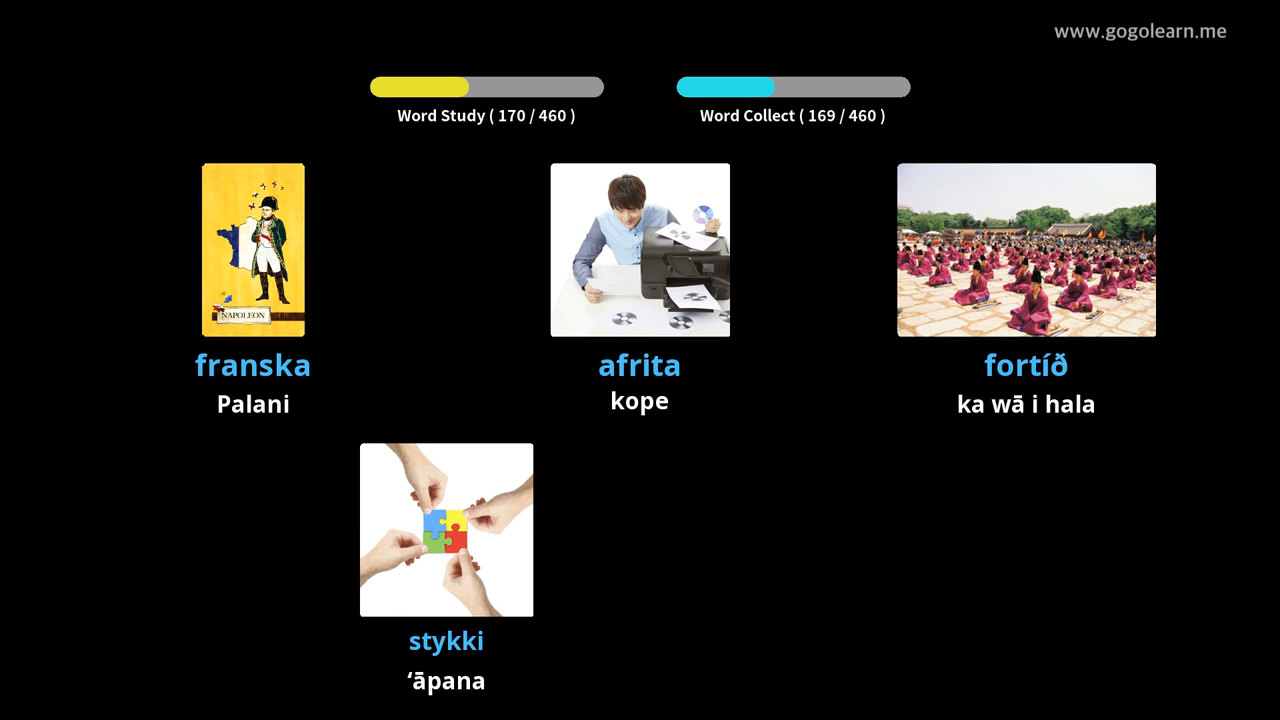 www.gogolearn.me
Word Study ( 170 / 460 )
Word Collect ( 169 / 460 )
NAPOLEON
franska
Palani
afrita
kope
fortíð
ka wā i hala
stykki
ʻāpana